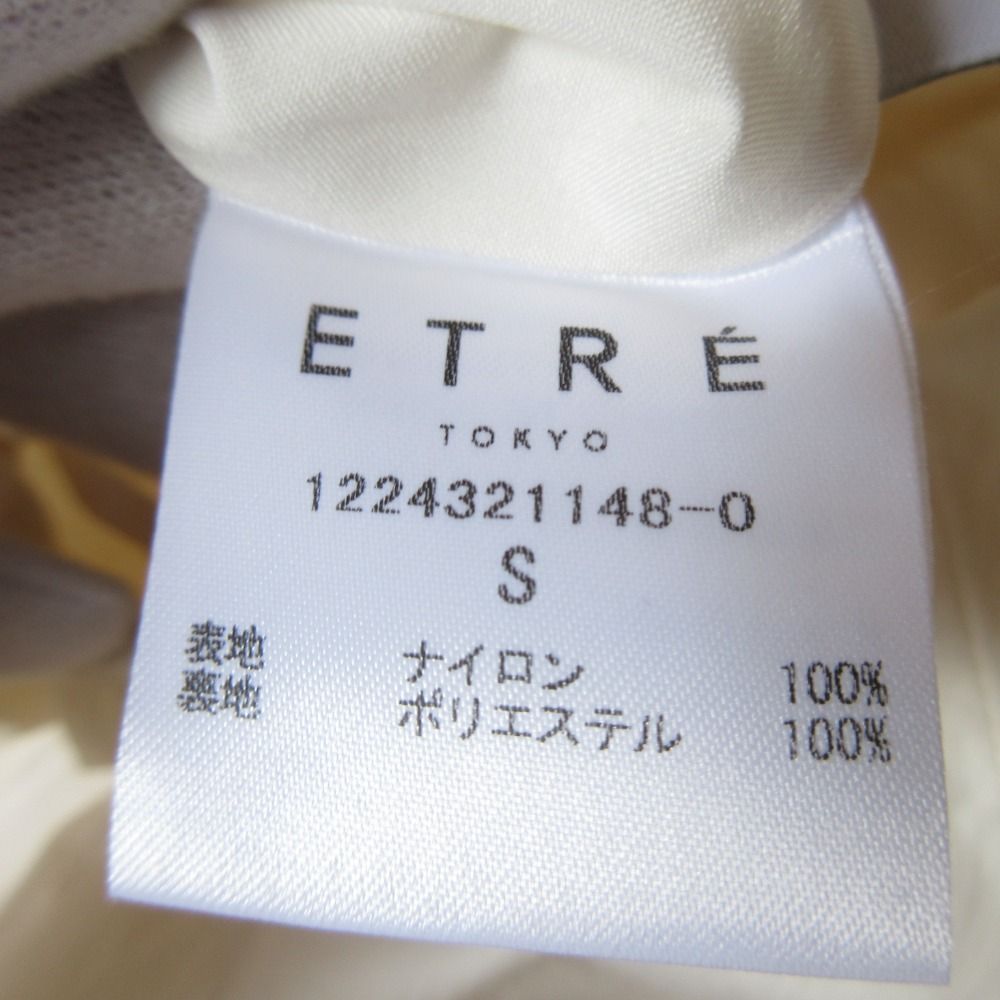 ETRÉ
TOKYO
1224321148-0
S
表地 ナイロン 100%
裏地 ポリエステル 100%